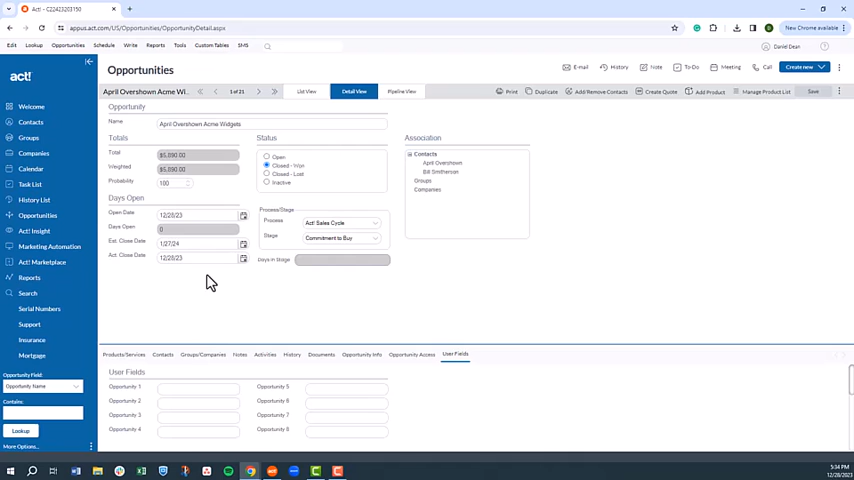 Act! - C22423203150
appus.act.com/US/Opportunities/OpportunityDetail.aspx
New Chrome available
Edit Lookup Opportunities Schedule Write Reports Tools Custom Tables SMS
David Dean
act!
Opportunities
E-mail History Note To-Do Meeting Call Create new
April Overshown Acme Wi... 1 of 21 List View Detail View Pipeline View Print Duplicate Add/Remove Contacts Create Quote Add Product Manage Product List Save
Welcome
Contacts
Groups
Companies
Calendar
Task List
History List
Opportunities
Act! Insight
Marketing Automation
Act! Marketplace
Reports
Search
Serial Numbers
Support
Insurance
Mortgage
Opportunity Field:
Opportunity Name
Contains:
Lookup
More Options...
Opportunity
Name April Overshown Acme Widgets
Totals
Total $5,890.00
Weighted $5,890.00
Probability 100
Days Open
Open Date 12/28/23
Days Open 0
Est. Close Date 1/27/24
Act. Close Date 12/28/23
Status
Open
Closed - Won
Closed - Lost
Inactive
Process/Stage
Process Act! Sales Cycle
Stage Commitment to Buy
Days in Stage
Association
Contacts
April Overshown
Bill Smitherson
Groups
Companies
Products/Services Contacts Groups/Companies Notes Activities History Documents Opportunity Info Opportunity Access User Fields
User Fields
Opportunity 1 Opportunity 5
Opportunity 2 Opportunity 6
Opportunity 3 Opportunity 7
Opportunity 4 Opportunity 8
5:34 PM
12/28/2023